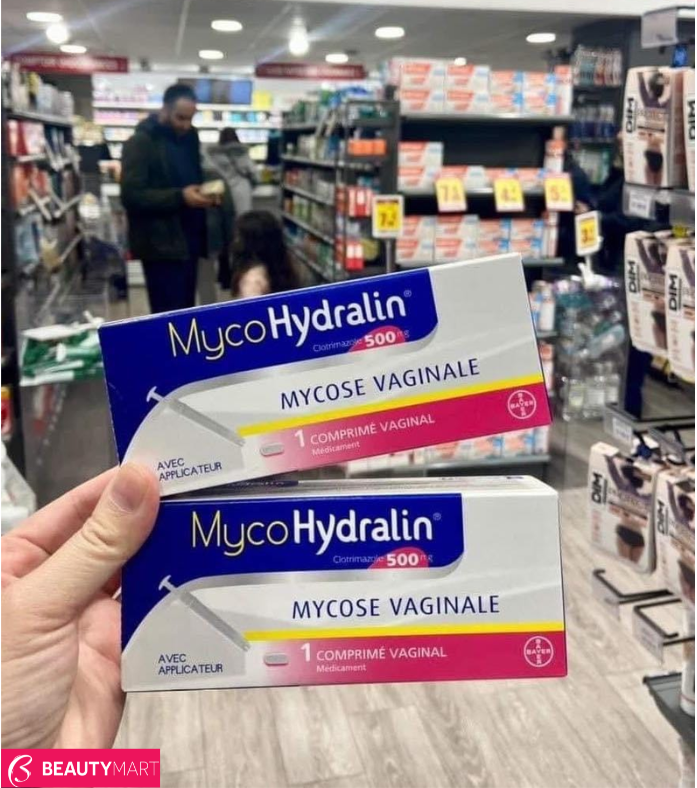 MycoHydralin®
Clotrimazole 500 mg
MYCOSE VAGINALE
1 COMPRIMÉ VAGINAL
Médicament
AVEC
APPLICATEUR
BAYER
MycoHydralin®
Clotrimazole 500 mg
MYCOSE VAGINALE
1 COMPRIMÉ VAGINAL
Médicament
AVEC
APPLICATEUR
BAYER
DIM
DIM
DIM
DIM
BEAUTYMART